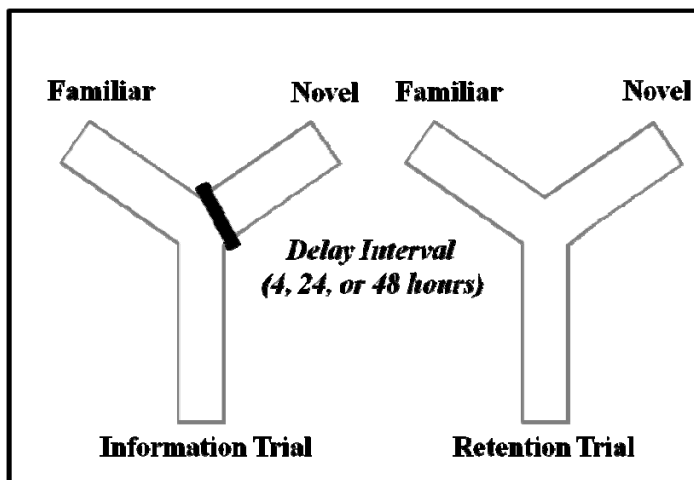 Familiar Novel Familiar Novel
Delay Interval
(4, 24, or 48 hours)
Information Trial Retention Trial